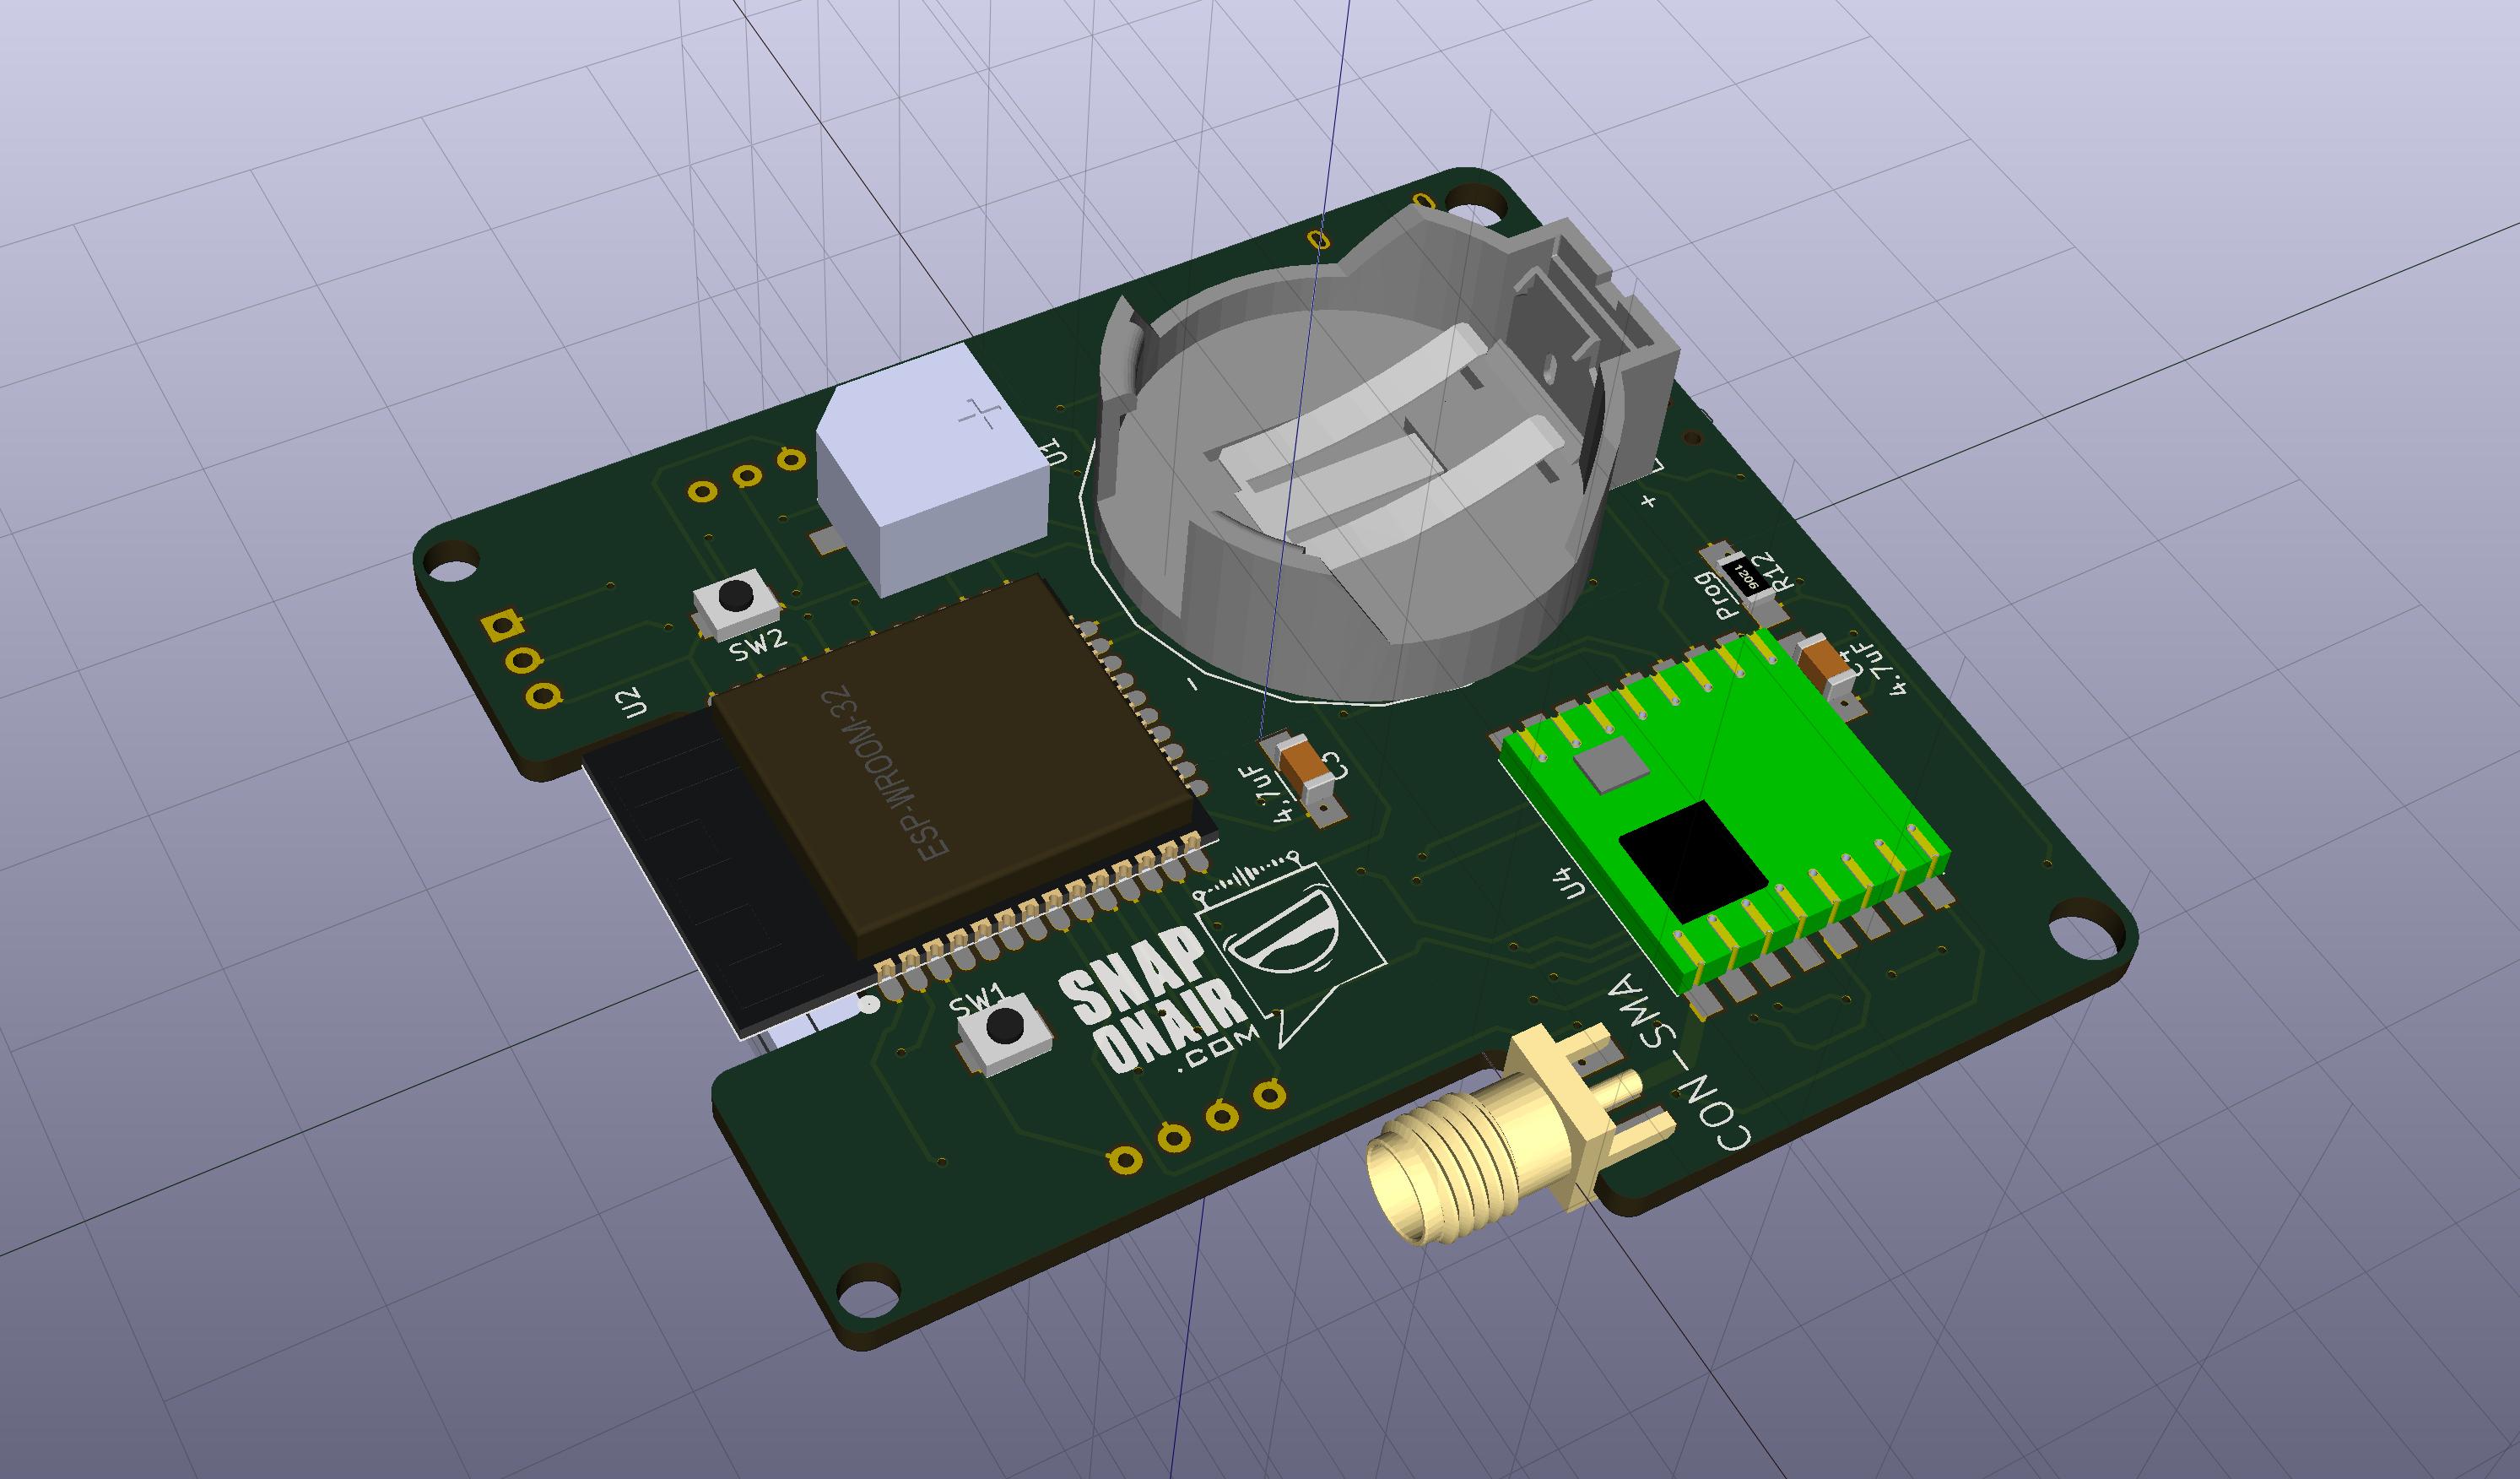 U1
+
1206
R12
Prog
SW2
U2
-
ESP-WROOM-32
C4
4.7uF
C3
4.7uF
U4
SW1
SNAP
ONAIR
.COM
CON_SMA